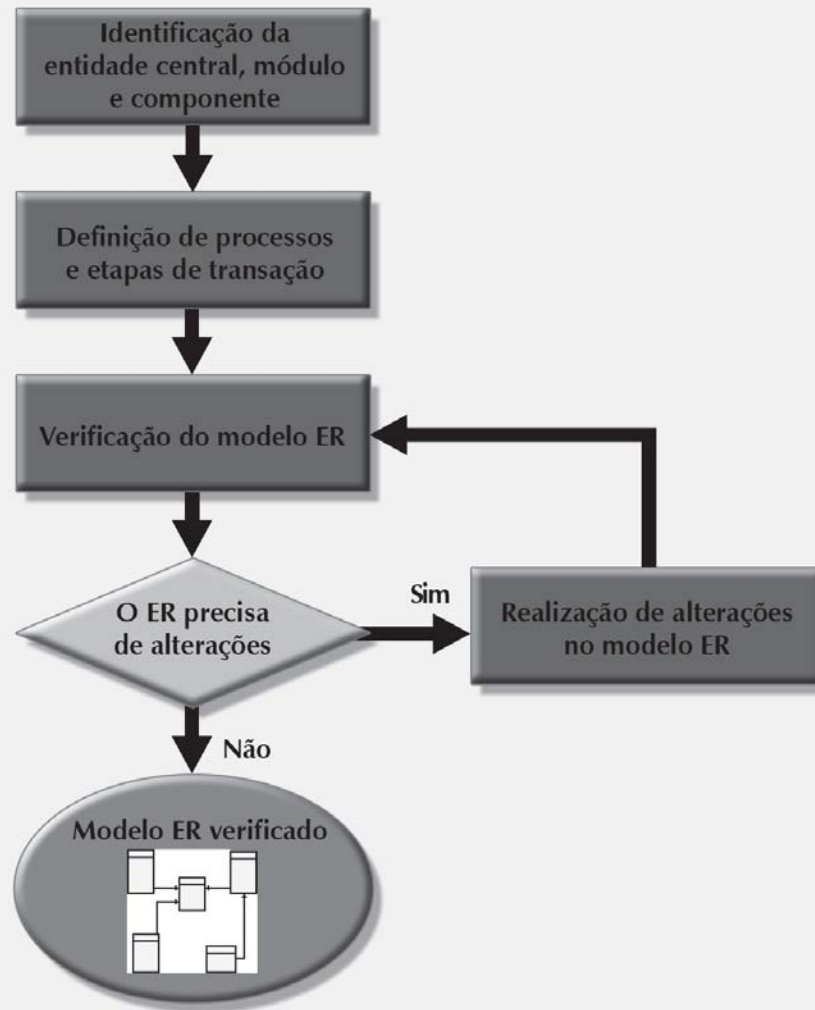 Identificação da
entidade central, módulo
e componente
Definição de processos
e etapas de transação
Verificação do modelo ER
O ER precisa
de alterações
Sim
Realização de alterações
no modelo ER
Não
Modelo ER verificado